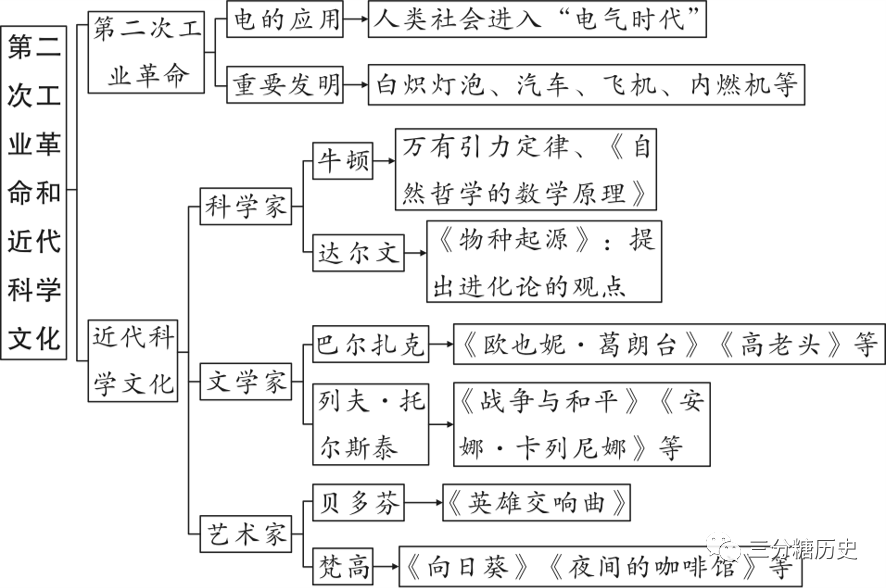 第二
次工
业革
命和
近代
科学
文化
第二次工
业革命
电的应用
人类社会进入“电气时代”
重要发明
白炽灯泡、汽车、飞机、内燃机等
近代科
学文化
科学家
牛顿
万有引力定律、《自
然哲学的数学原理》
达尔文
《物种起源》：提
出进化论的观点
文学家
巴尔扎克
《欧也妮·葛朗台》《高老头》等
列夫·托
尔斯泰
《战争与和平》《安
娜·卡列尼娜》等
艺术家
贝多芬
《英雄交响曲》
梵高
《向日葵》《夜间的咖啡馆》等
三分糖历史